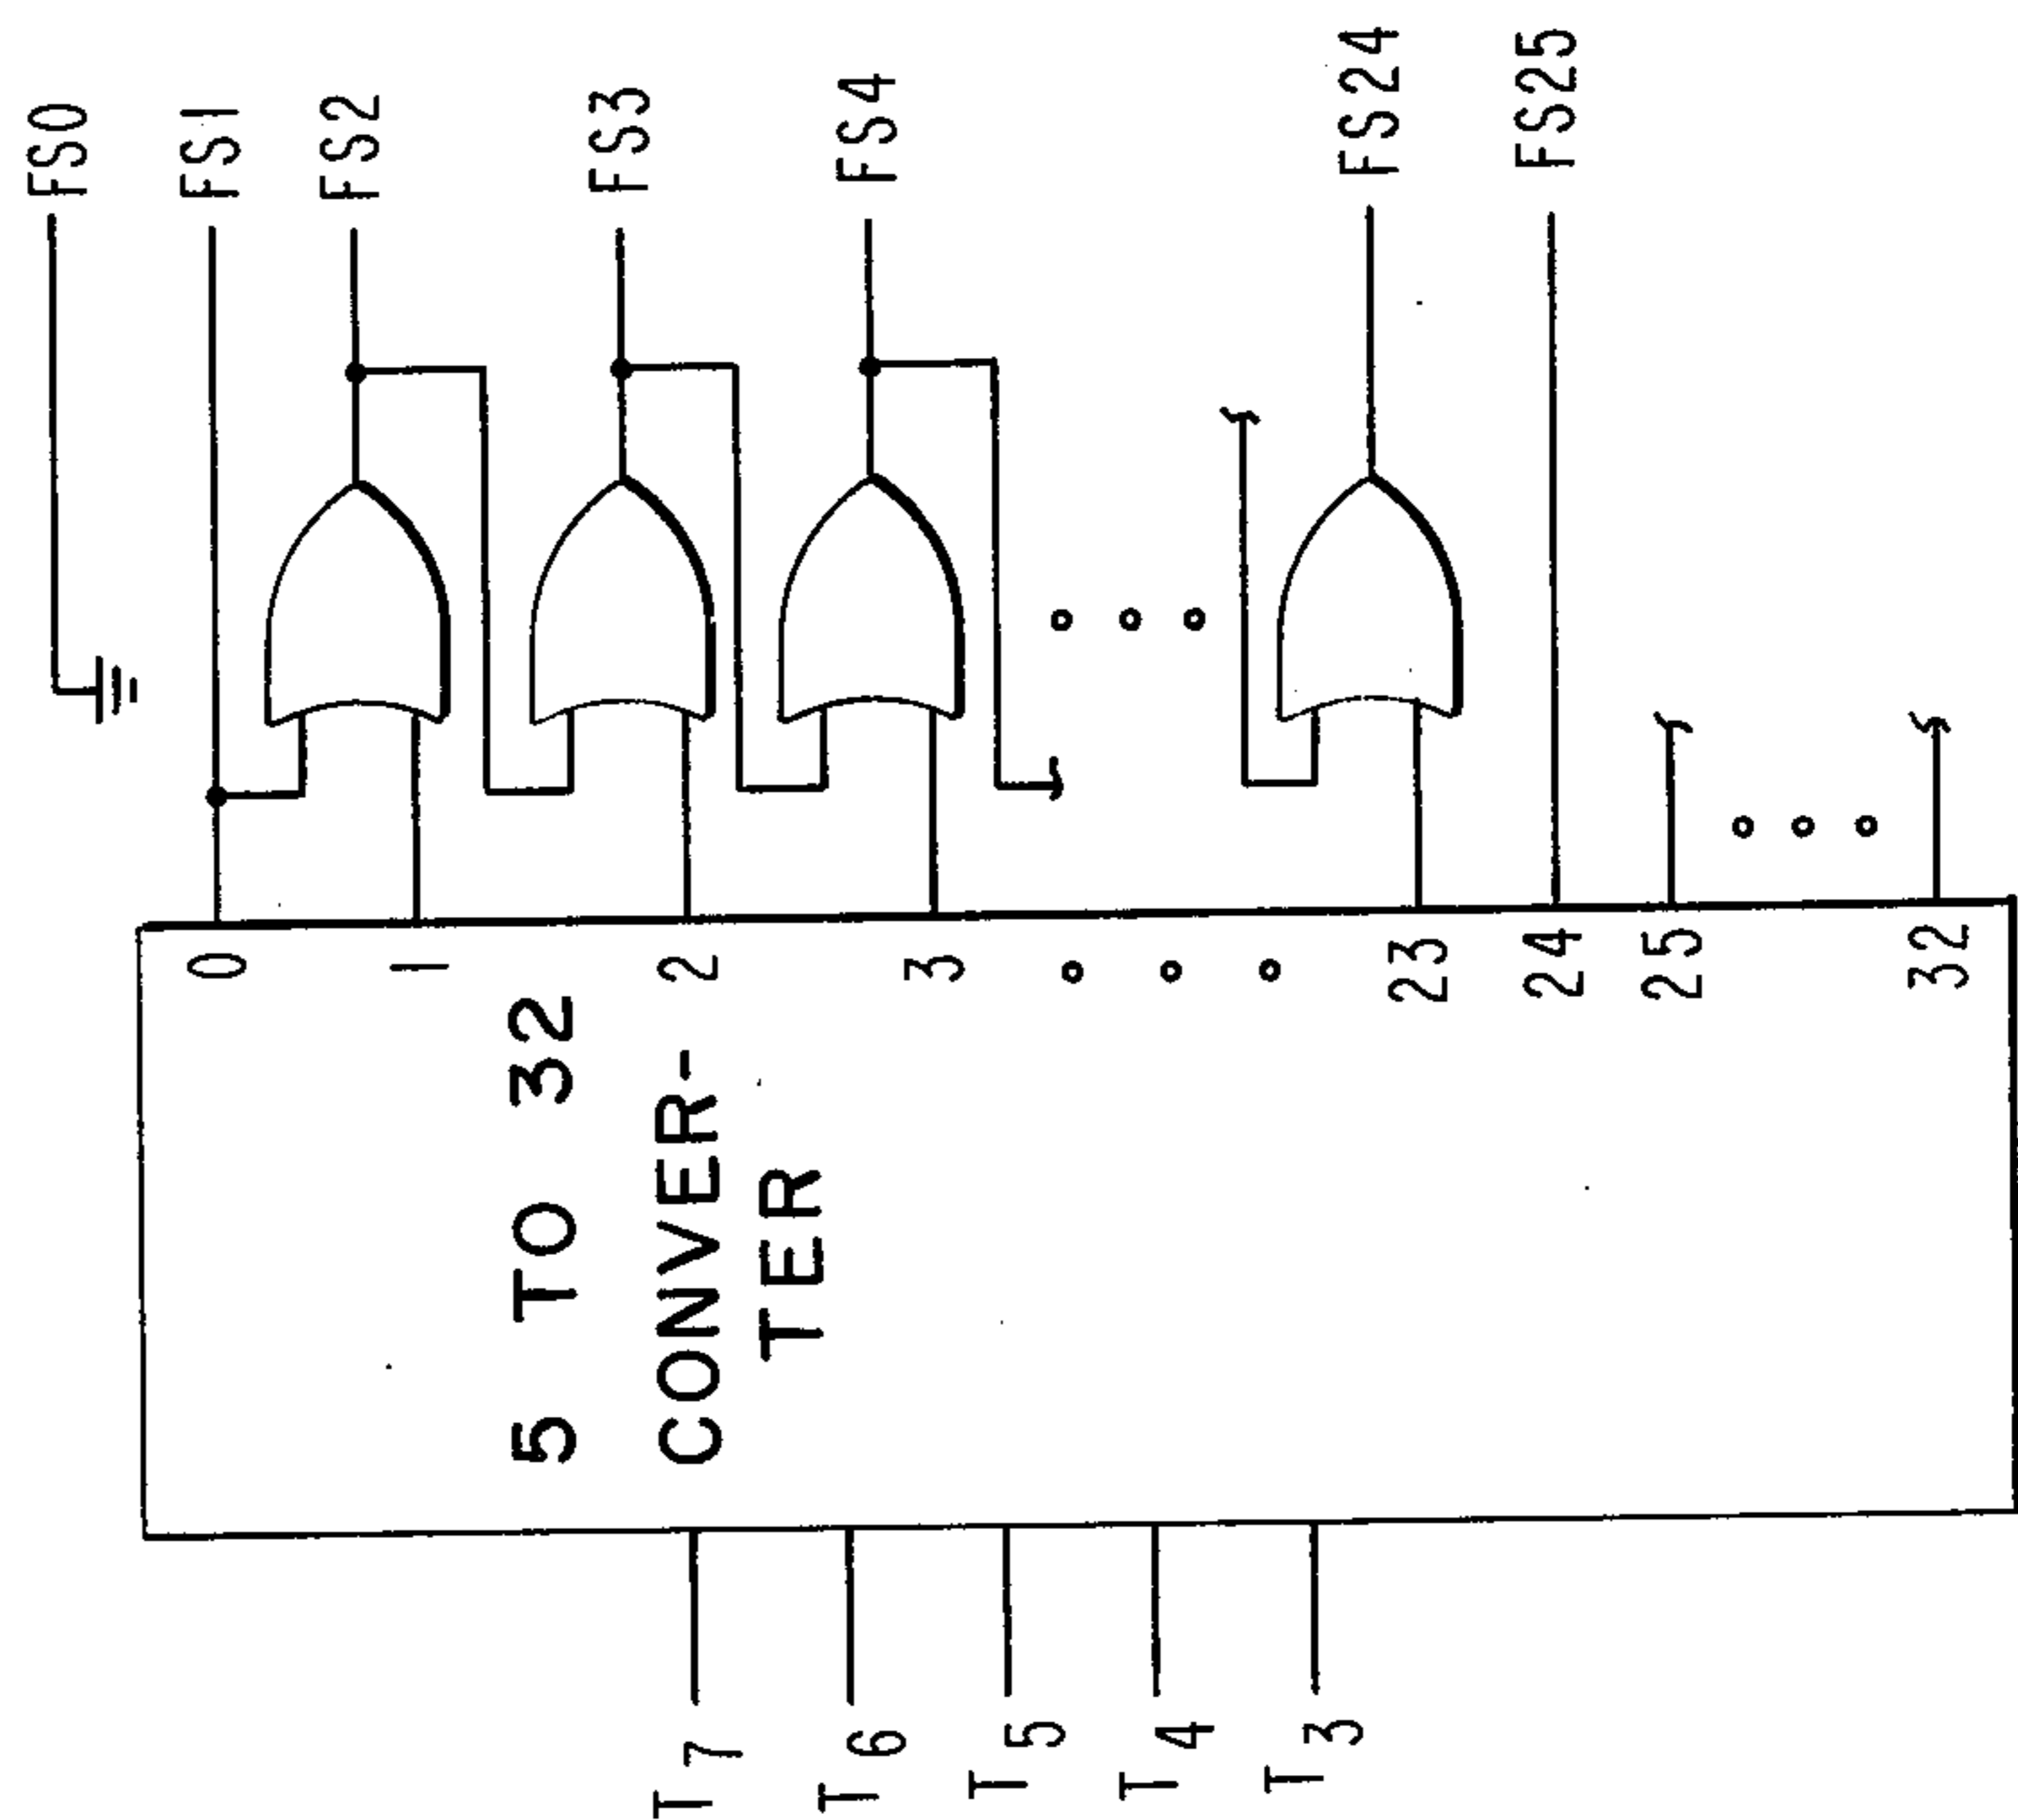 FS0
FS1
FS2
FS3
FS4
FS24
FS25
0
1
2
3
23
24
25
32
5 TO 32
CONVER-
TER
T7
T6
T5
T4
T3